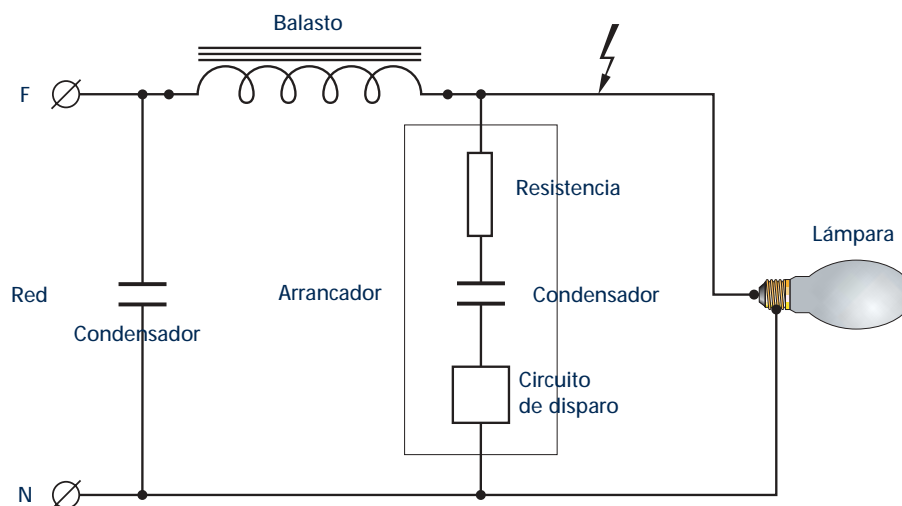 Balasto
F
Resistencia
Lámpara
Red
Arrancador
Condensador
Condensador
Circuito
de disparo
N